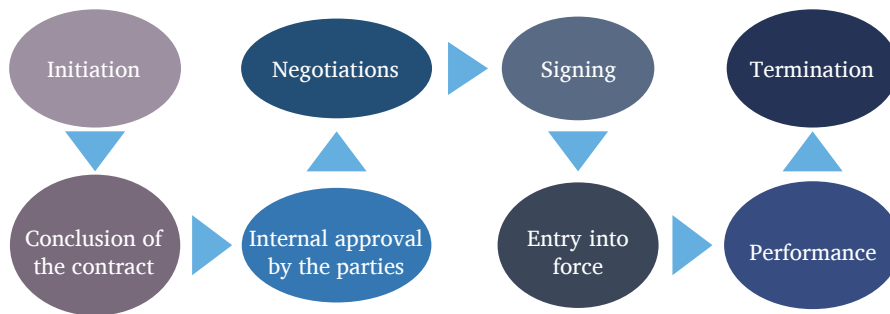 Initiation
Conclusion of
the contract
Internal approval
by the parties
Negotiations
Signing
Entry into
force
Performance
Termination